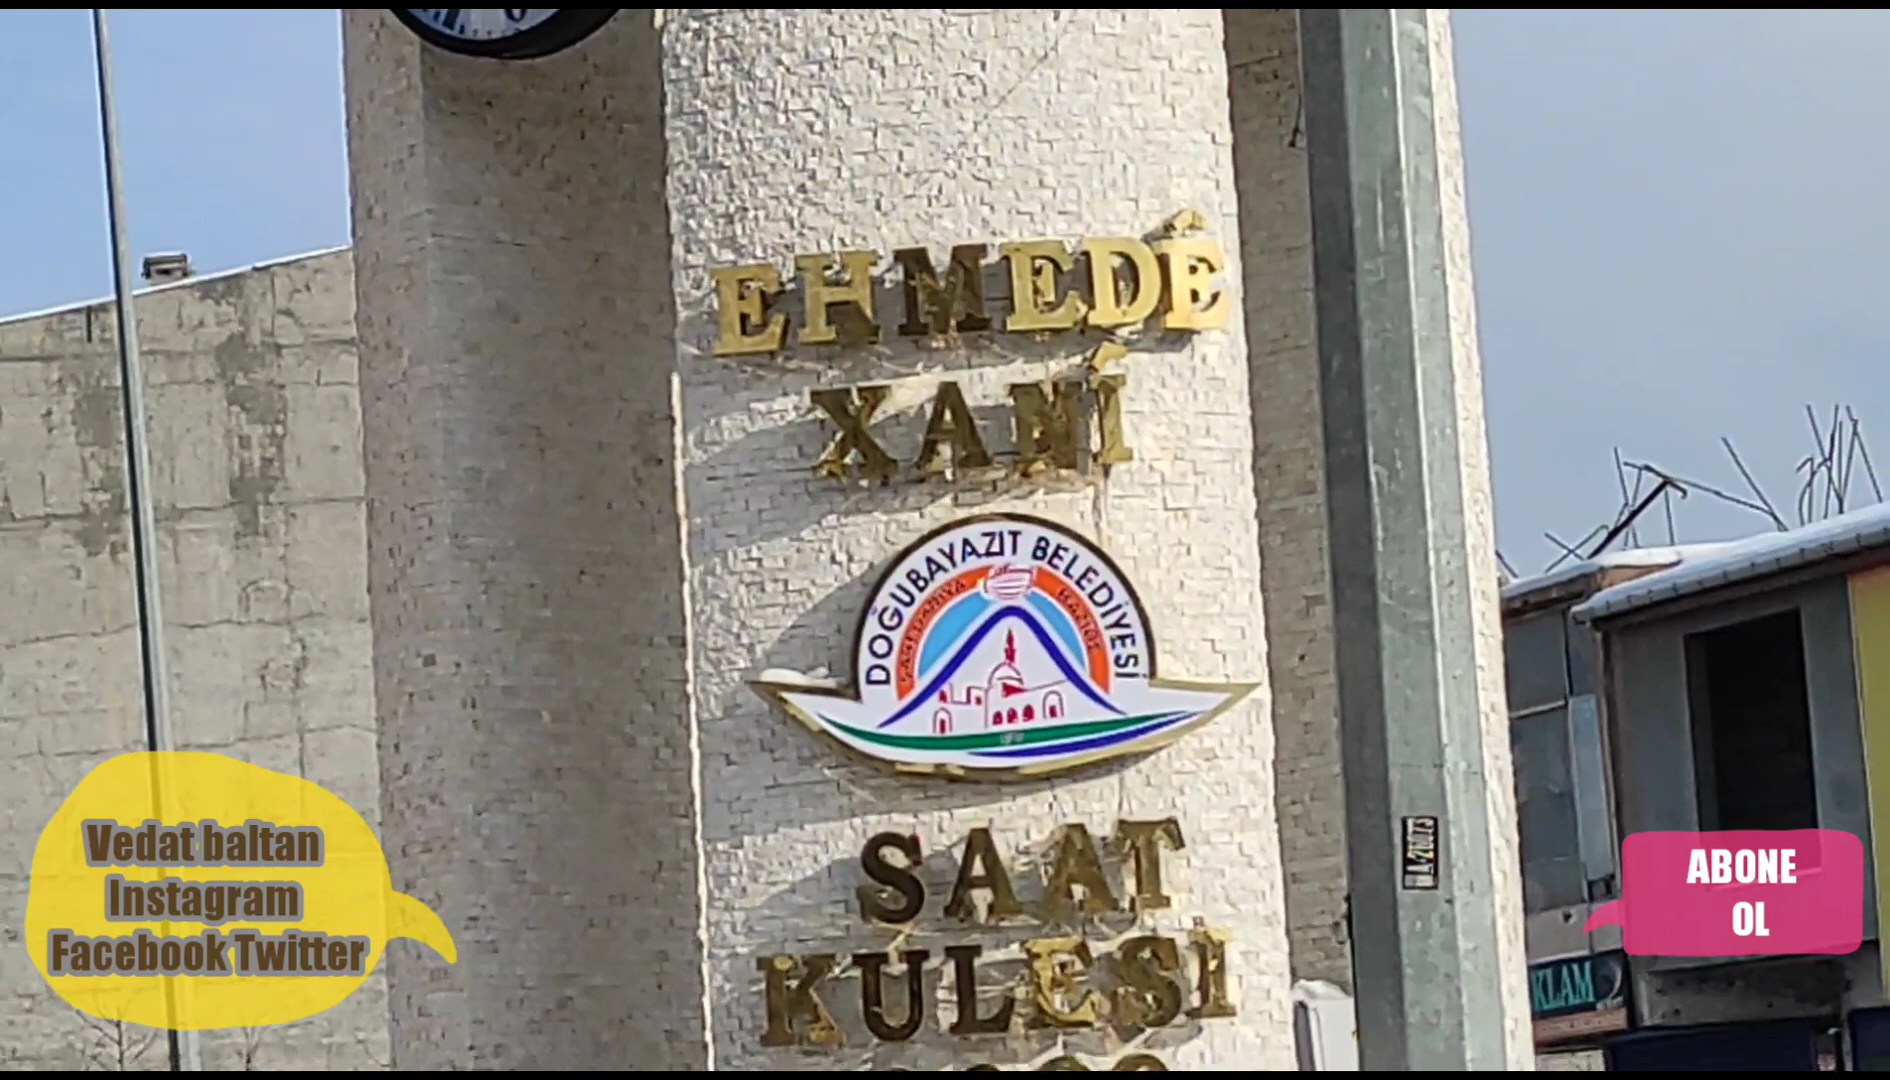 EHMEDÊ
XANÎ
DOĞUBAYAZIT BELEDİYESİ
SAAT
KULESİ
Vedat baltan
Instagram
Facebook Twitter
ABONE
OL
KLAM